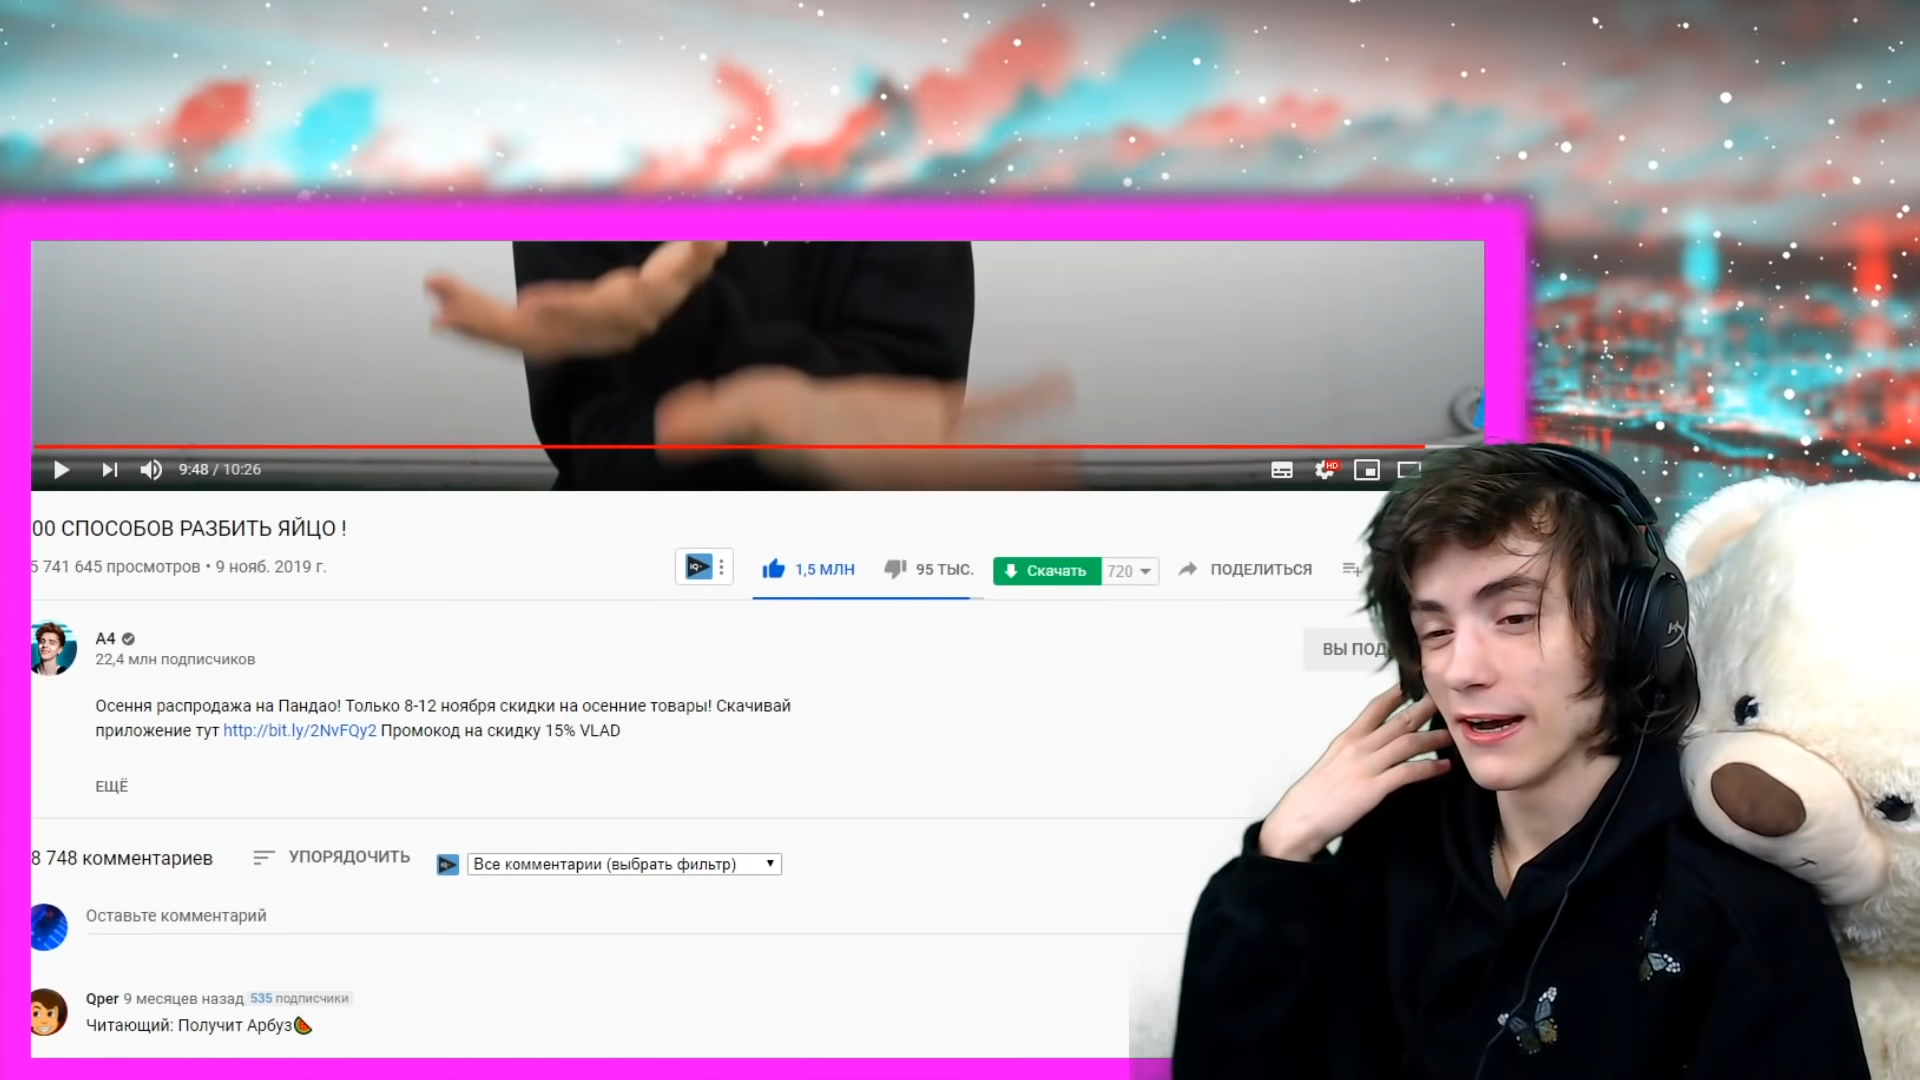 9:48 / 10:26
HD
00 СПОСОБОВ РАЗБИТЬ ЯЙЦО !
5 741 645 просмотров • 9 нояб. 2019 г.
1,5 МЛН
95 ТЫС.
Скачать
720
ПОДЕЛИТЬСЯ
A4
22,4 млн подписчиков
ВЫ ПОД
Осення распродажа на Пандао! Только 8-12 ноября скидки на осенние товары! Скачивай
приложение тут http://bit.ly/2NvFQy2 Промокод на скидку 15% VLAD
ЕЩЁ
8 748 комментариев
УПОРЯДОЧИТЬ
Все комментарии (выбрать фильтр)
Оставьте комментарий
Qper 9 месяцев назад 535 подписчики
Читающий: Получит Арбуз🍉